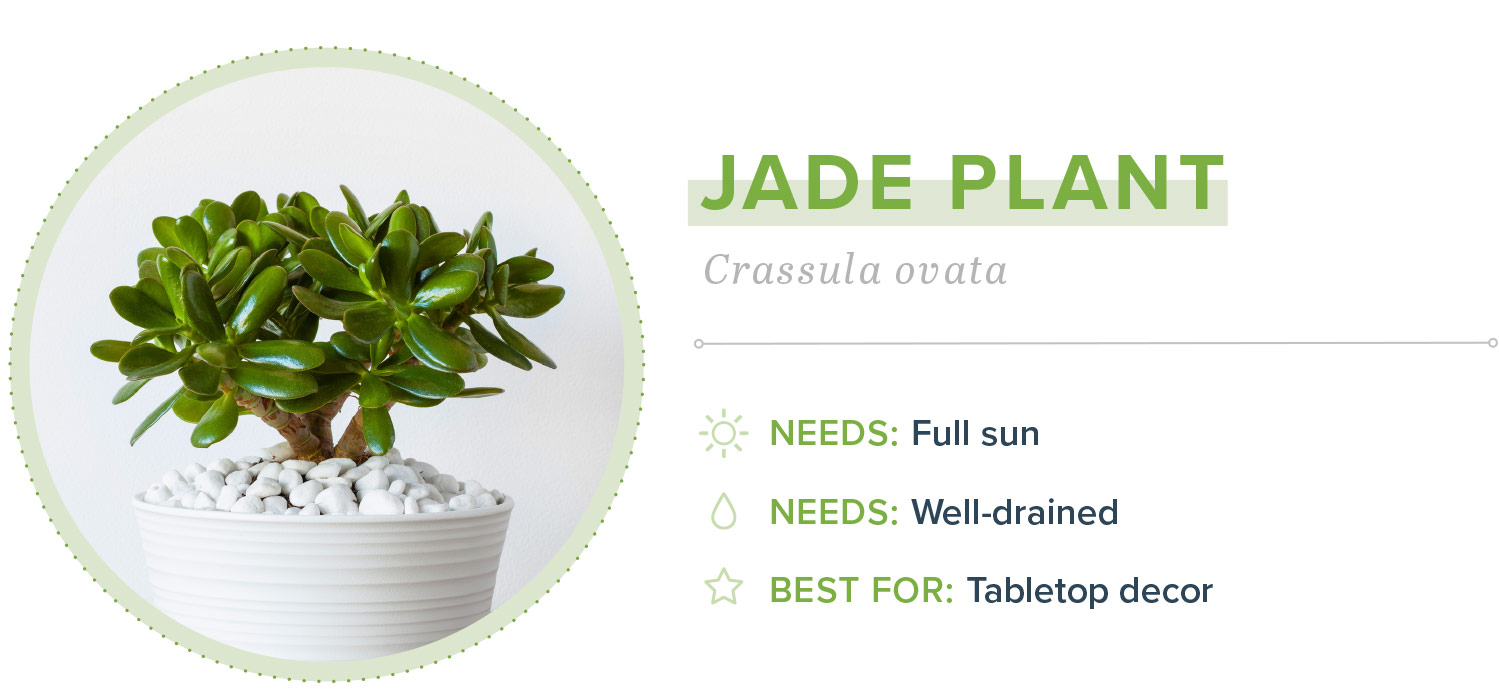 JADE PLANT
Crassula ovata
NEEDS: Full sun
NEEDS: Well-drained
BEST FOR: Tabletop decor